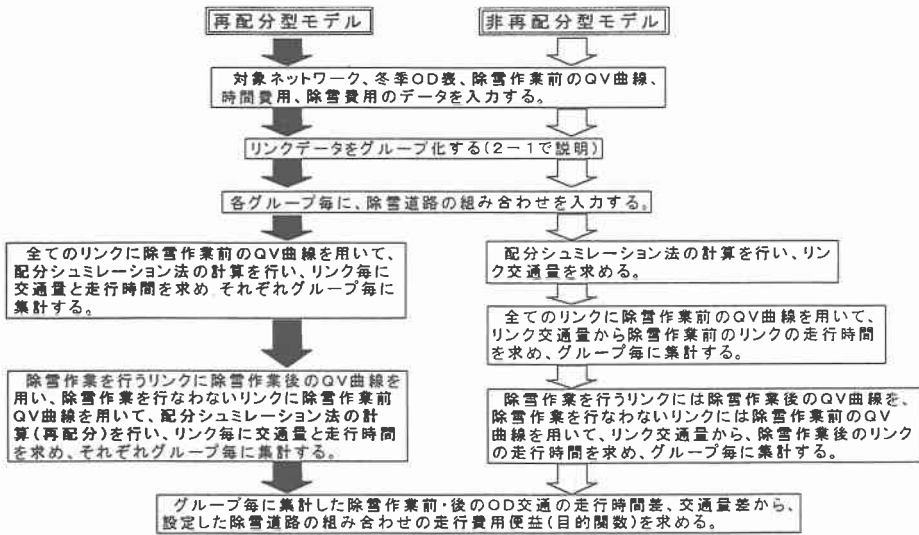 再配分型モデル
非再配分型モデル
対象ネットワーク、冬季OD表、除雪作業前のQV曲線、
時間費用、除雪費用のデータを入力する。
リンクデータをグループ化する(2－1で説明)
各グループ毎に、除雪道路の組み合わせを入力する。
全てのリンクに除雪作業前のQV曲線を用いて、
配分シュミレーション法の計算を行い、リンク毎に
交通量と走行時間を求め、それぞれグループ毎に
集計する。
除雪作業を行うリンクに除雪作業後のQV曲線を
用い、除雪作業を行なわないリンクに除雪作業前
QV曲線を用いて、配分シュミレーション法の計
算(再配分)を行い、リンク毎に交通量と走行時間
を求め、それぞれグループ毎に集計する。
配分シュミレーション法の計算を行い、リン
ク交通量を求める。
全てのリンクに除雪作業前のQV曲線を用いて、
リンク交通量から除雪作業前のリンクの走行時間
を求め、グループ毎に集計する。
除雪作業を行うリンクには除雪作業後のQV曲線を、
除雪作業を行なわないリンクには除雪作業前のQV
曲線を用いて、リンク交通量から、除雪作業後のリンク
の走行時間を求め、グループ毎に集計する。
グループ毎に集計した除雪作業前・後のOD交通の走行時間差、交通量差から、
設定した除雪道路の組み合わせの走行費用便益(目的関数)を求める。